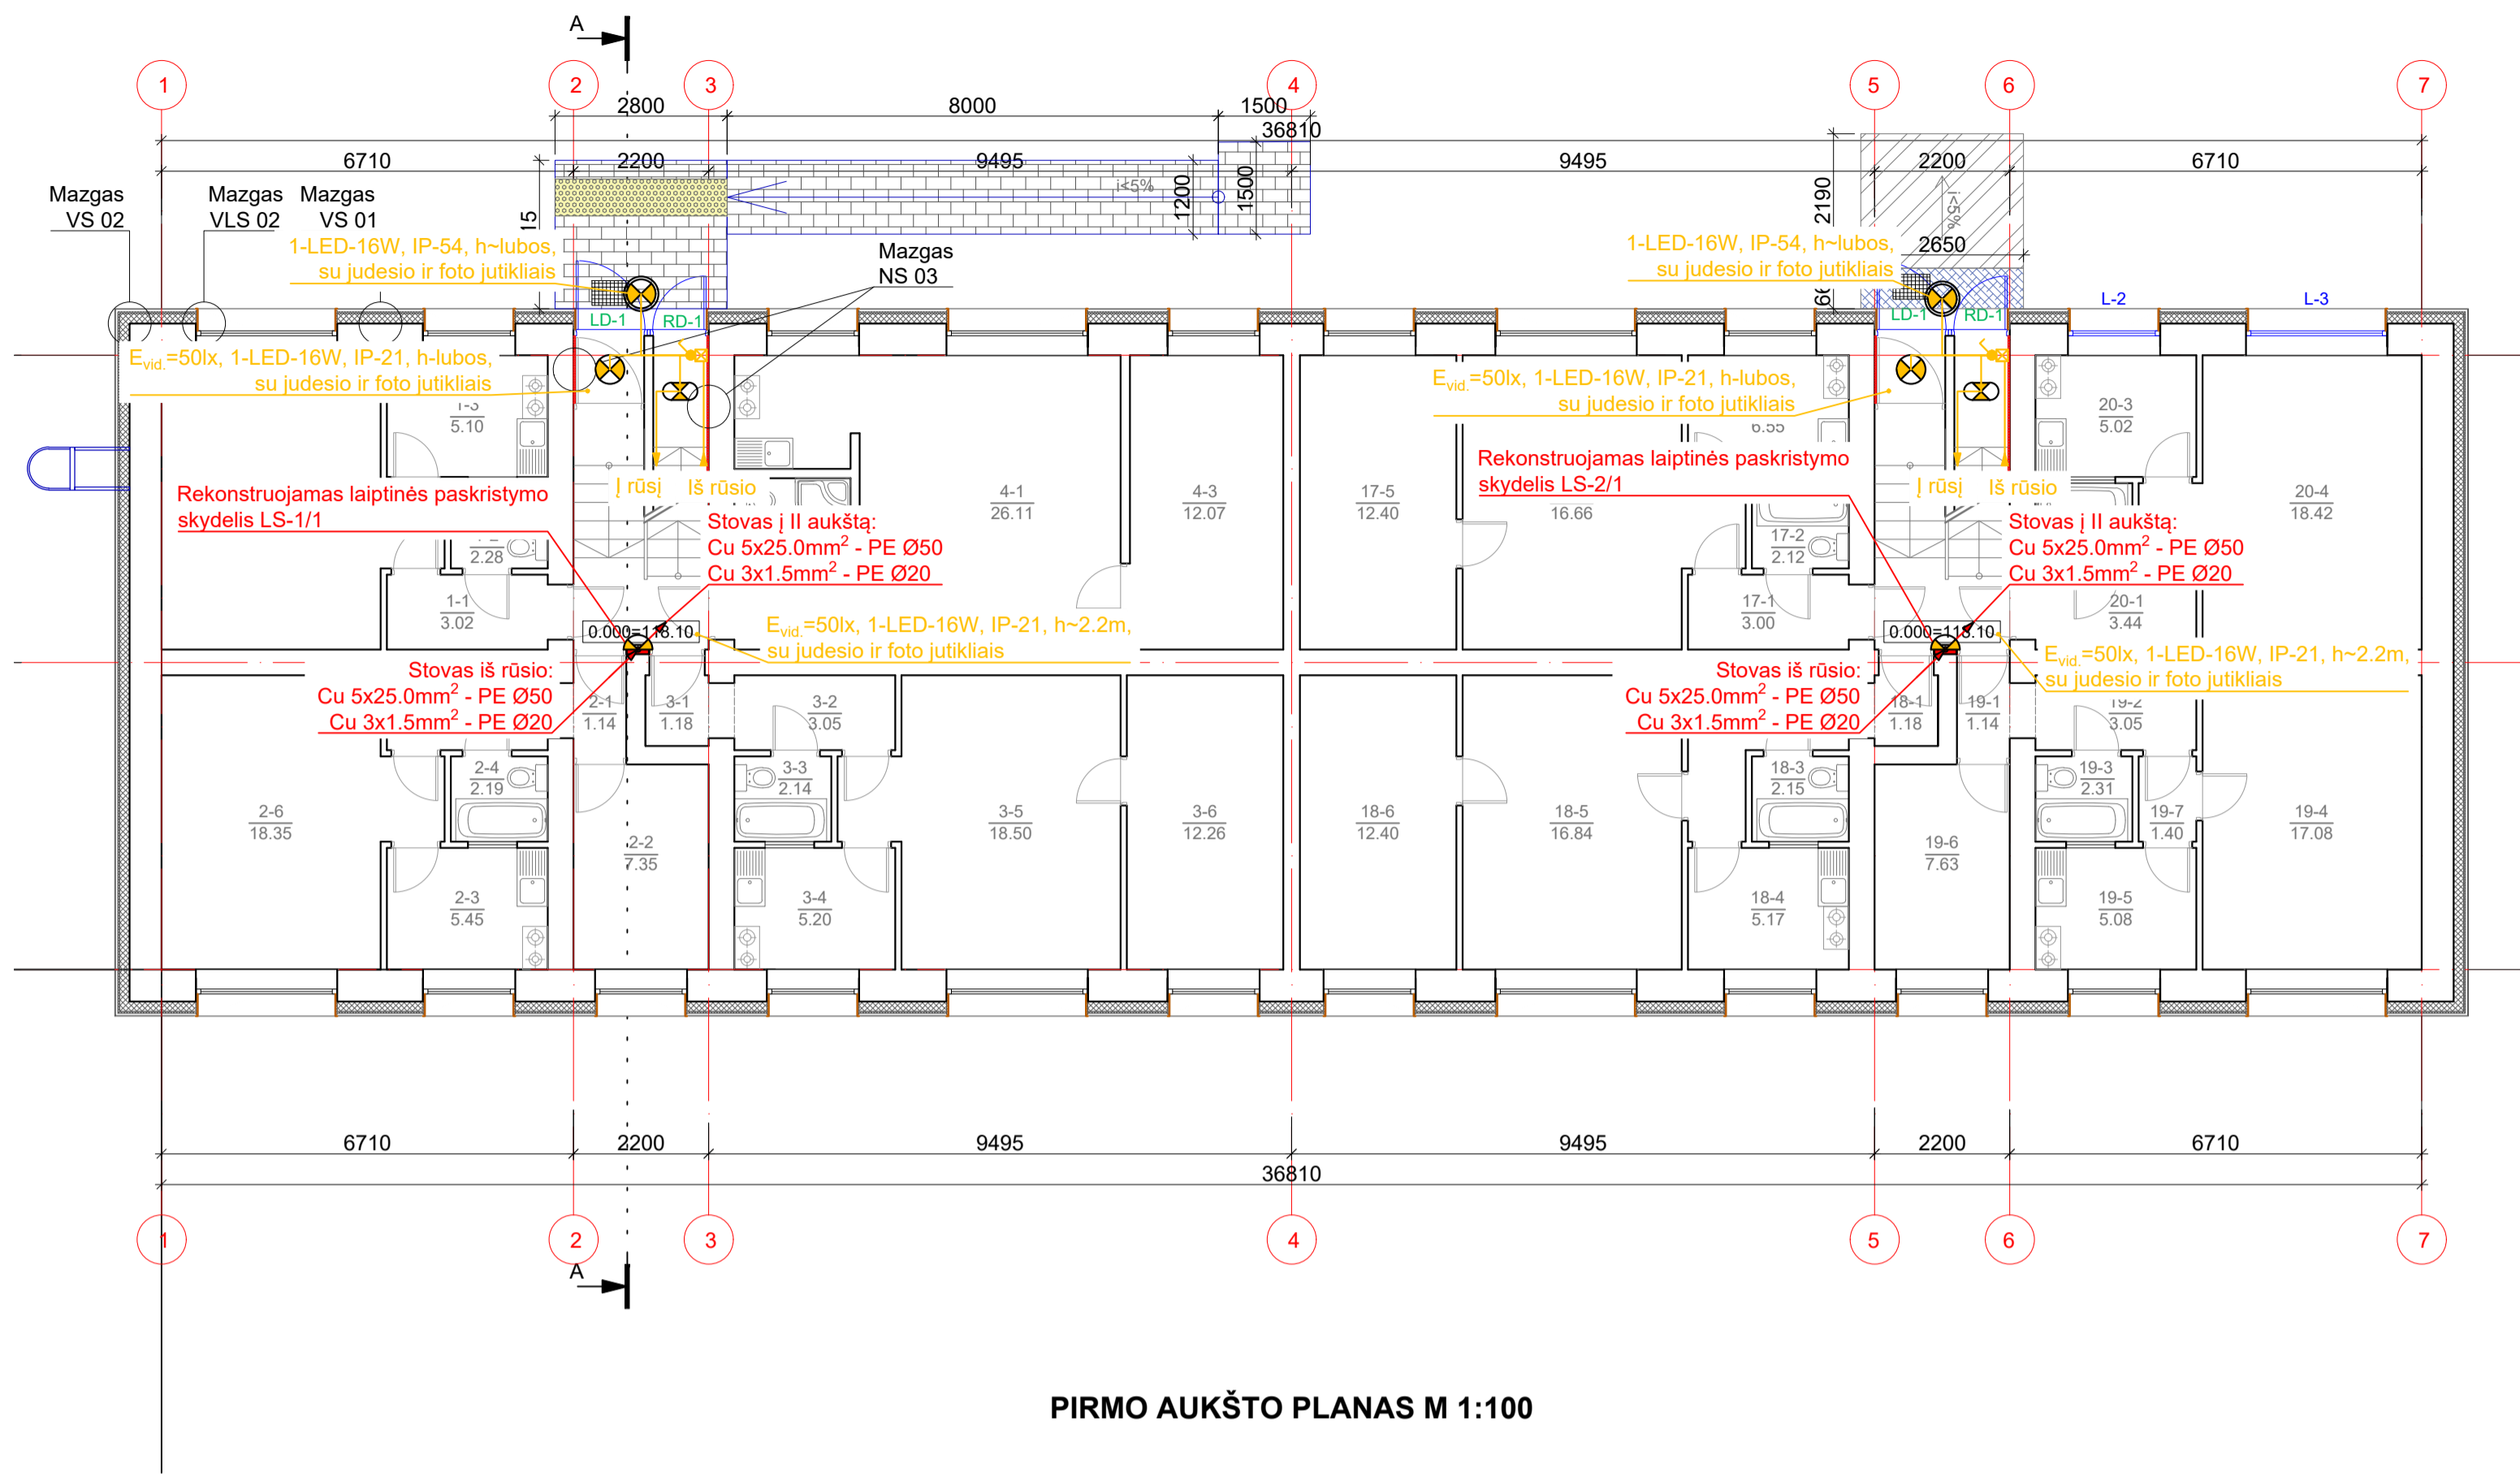 A
1
2
3
4
5
6
7
2800
8000
1500
36810
6710
2200
9495
9495
2200
6710
Mazgas
VS 02
Mazgas
VLS 02
Mazgas
VS 01
15
i<5%
1200
1500
2190
i<5%
2650
1-LED-16W, IP-54, h~lubos,
su judesio ir foto jutikliais
Mazgas
NS 03
1-LED-16W, IP-54, h~lubos,
su judesio ir foto jutikliais
LD-1
RD-1
LD-1
RD-1
L-2
L-3
Evid.=50lx, 1-LED-16W, IP-21, h-lubos,
su judesio ir foto jutikliais
Evid.=50lx, 1-LED-16W, IP-21, h-lubos,
su judesio ir foto jutikliais
1-3
5.10
6.55
20-3
5.02
Rekonstruojamas laiptinės paskristymo
skydelis LS-1/1
Į rūsį
Iš rūsio
4-1
26.11
4-3
12.07
17-5
12.40
Rekonstruojamas laiptinės paskristymo
skydelis LS-2/1
16.66
Į rūsį
Iš rūsio
20-4
18.42
Stovas į II aukštą:
Cu 5x25.0mm2 - PE Ø50
Cu 3x1.5mm2 - PE Ø20
Stovas į II aukštą:
Cu 5x25.0mm2 - PE Ø50
Cu 3x1.5mm2 - PE Ø20
2.28
17-2
2.12
1-1
3.02
17-1
3.00
20-1
3.44
0.000=118.10
0.000=118.10
Evid.=50lx, 1-LED-16W, IP-21, h~2.2m,
su judesio ir foto jutikliais
Evid.=50lx, 1-LED-16W, IP-21, h~2.2m,
su judesio ir foto jutikliais
Stovas iš rūsio:
Cu 5x25.0mm2 - PE Ø50
Cu 3x1.5mm2 - PE Ø20
Stovas iš rūsio:
Cu 5x25.0mm2 - PE Ø50
Cu 3x1.5mm2 - PE Ø20
2-1
1.14
3-1
1.18
3-2
3.05
18-1
1.18
19-1
1.14
19-2
3.05
2-4
2.19
3-3
2.14
18-3
2.15
19-3
2.31
2-6
18.35
2-2
7.35
3-5
18.50
3-6
12.26
18-6
12.40
18-5
16.84
19-6
7.63
19-7
1.40
19-4
17.08
2-3
5.45
3-4
5.20
18-4
5.17
19-5
5.08
6710
2200
9495
9495
2200
6710
36810
1
2
3
4
5
6
7
A
PIRMO AUKŠTO PLANAS M 1:100